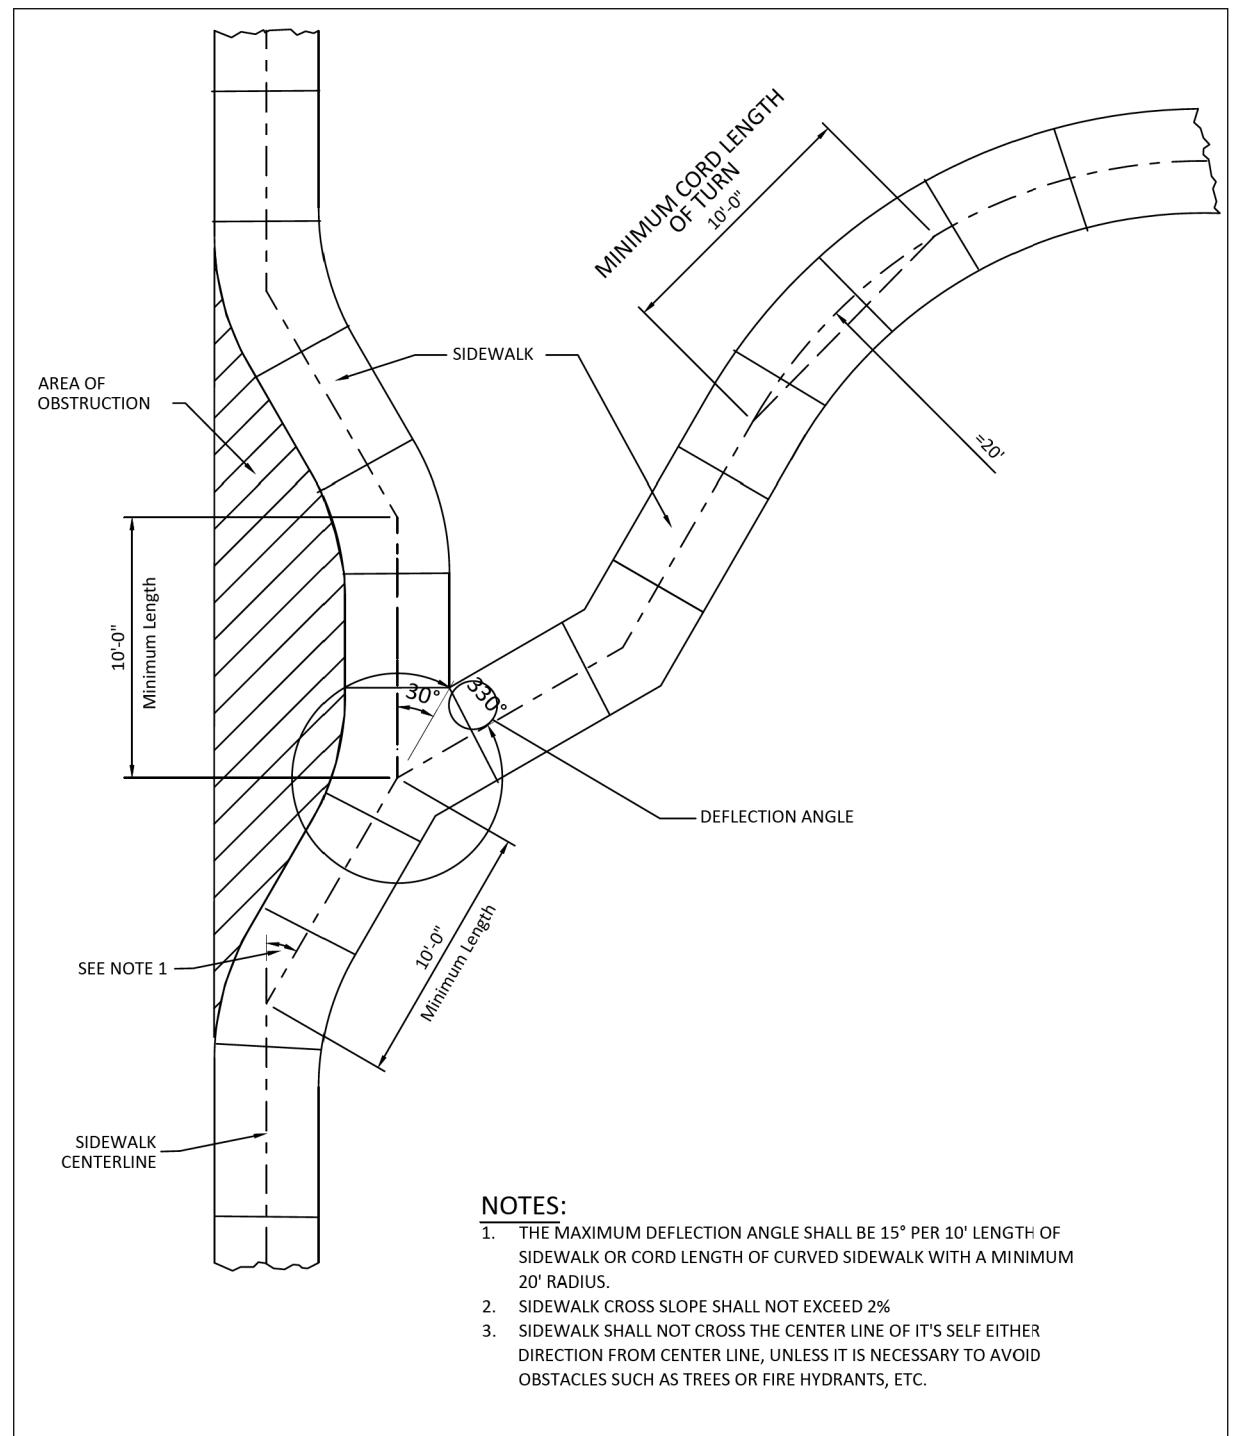 MINIMUM CORD LENGTH
OF TURN
10'-0"
SIDEWALK
AREA OF
OBSTRUCTION
=20'
10'-0"
Minimum Length
30°
330°
DEFLECTION ANGLE
10'-0"
Minimum Length
SEE NOTE 1
SIDEWALK
CENTERLINE
NOTES:
1. THE MAXIMUM DEFLECTION ANGLE SHALL BE 15° PER 10' LENGTH OF
SIDEWALK OR CORD LENGTH OF CURVED SIDEWALK WITH A MINIMUM
20' RADIUS.
2. SIDEWALK CROSS SLOPE SHALL NOT EXCEED 2%
3. SIDEWALK SHALL NOT CROSS THE CENTER LINE OF IT'S SELF EITHER
DIRECTION FROM CENTER LINE, UNLESS IT IS NECESSARY TO AVOID
OBSTACLES SUCH AS TREES OR FIRE HYDRANTS, ETC.